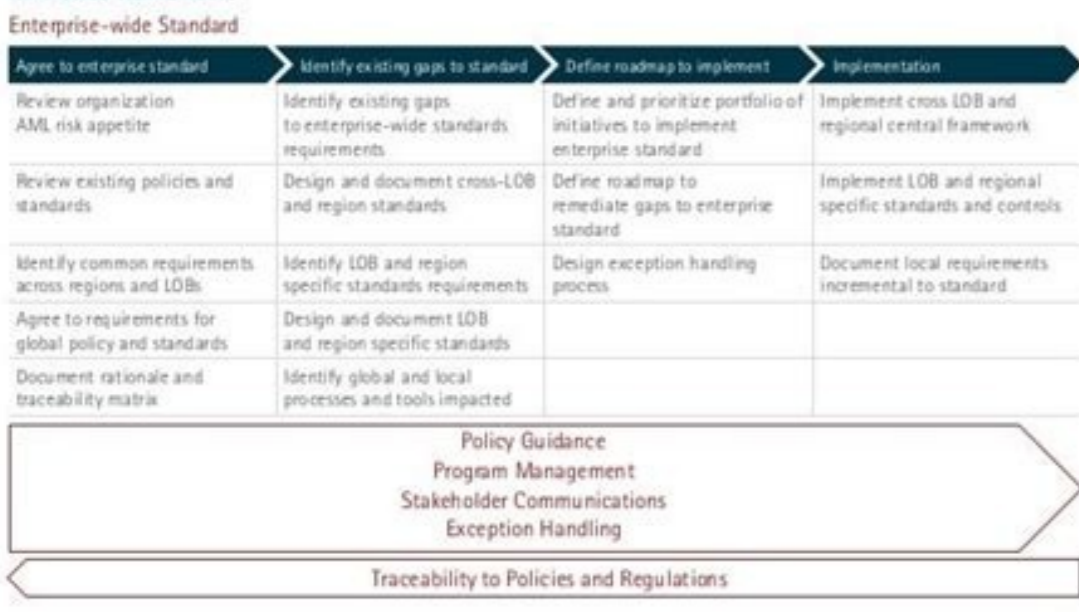 Enterprise-wide Standard
Agree to enterprise standard
Identify existing gaps to standard
Define roadmap to implement
Implementation
Review organization
AML risk appetite
Identify existing gaps
to enterprise-wide standards
requirements
Define and prioritize portfolio of
initiatives to implement
enterprise standard
Implement cross LOB and
regional central framework
Review existing policies and
standards
Design and document cross-LOB
and region standards
Define roadmap to
remediate gaps to enterprise
standard
Implement LOB and regional
specific standards and controls
Identify common requirements
across regions and LOBs
Identify LOB and region
specific standards requirements
Design exception handling
process
Document local requirements
incremental to standard
Agree to requirements for
global policy and standards
Design and document LOB
and region specific standards
Document rationale and
traceability matrix
Identify global and local
processes and tools impacted
Policy Guidance
Program Management
Stakeholder Communications
Exception Handling
Traceability to Policies and Regulations